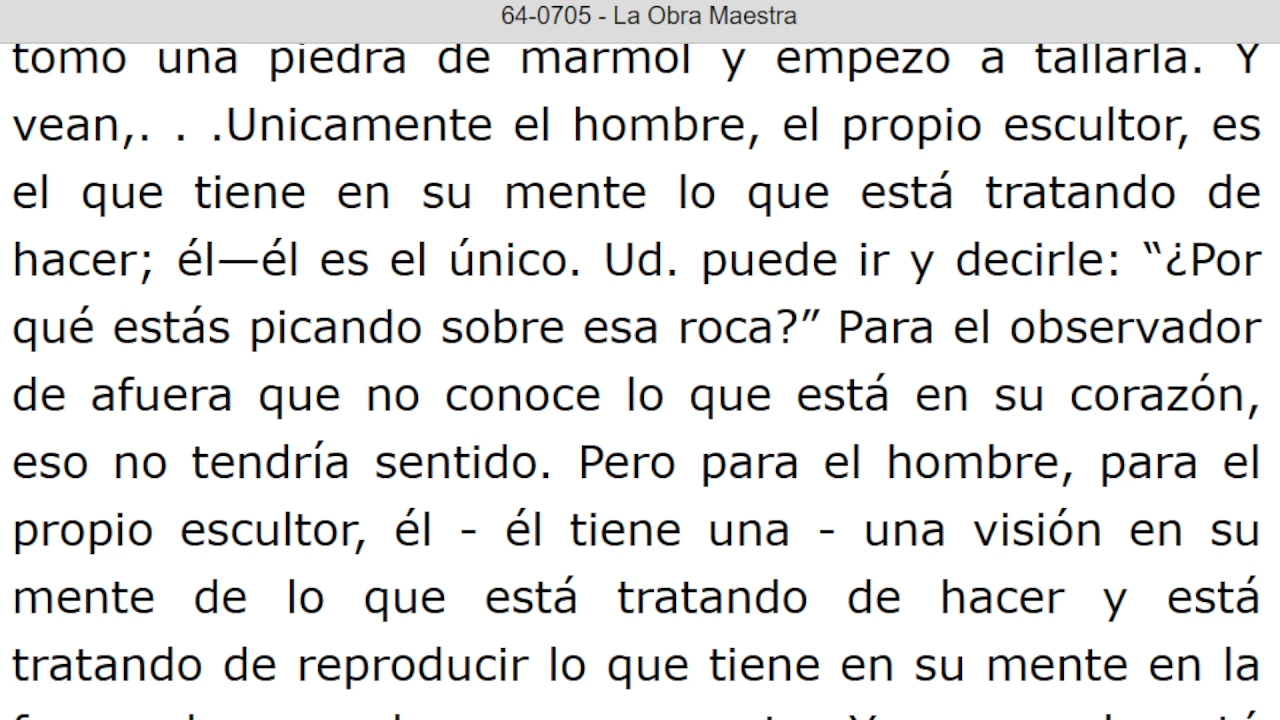 64-0705 - La Obra Maestra
tomó una piedra de mármol y empezó a tallarla. Y
vean,. . .Unicamente el hombre, el propio escultor, es
el que tiene en su mente lo que está tratando de
hacer; él—él es el único. Ud. puede ir y decirle: “¿Por
qué estás picando sobre esa roca?” Para el observador
de afuera que no conoce lo que está en su corazón,
eso no tendría sentido. Pero para el hombre, para el
propio escultor, él - él tiene una - una visión en su
mente de lo que está tratando de hacer y está
tratando de reproducir lo que tiene en su mente en la